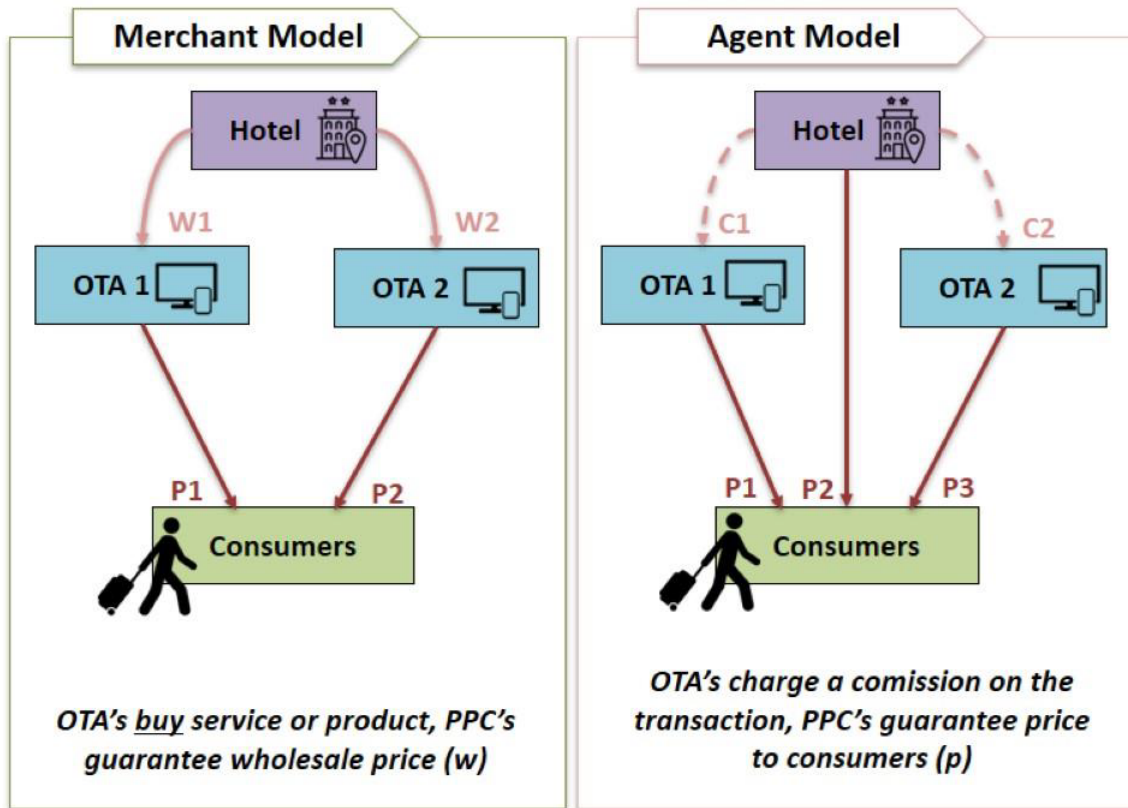 Merchant Model
Hotel
W1
W2
OTA 1
OTA 2
P1
P2
Consumers
OTA's buy service or product, PPC's
guarantee wholesale price (w)
Agent Model
Hotel
C1
C2
OTA 1
OTA 2
P1
P2
P3
Consumers
OTA's charge a comission on the
transaction, PPC's guarantee price
to consumers (p)